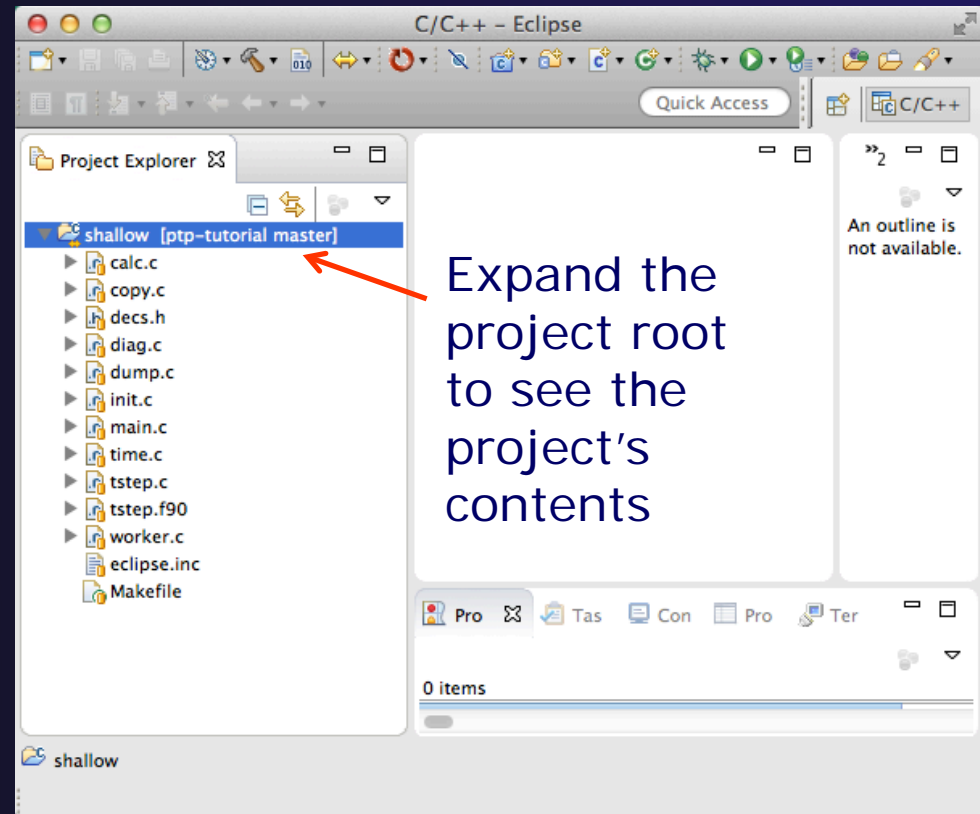 C/C++ – Eclipse
010
Quick Access
C/C++
Project Explorer
»2
shallow [ptp-tutorial master]
calc.c
copy.c
decs.h
diag.c
dump.c
init.c
main.c
time.c
tstep.c
tstep.f90
worker.c
eclipse.inc
Makefile
Expand the
project root
to see the
project’s
contents
An outline is
not available.
Pro
Tas
Con
Pro
Ter
0 items
shallow